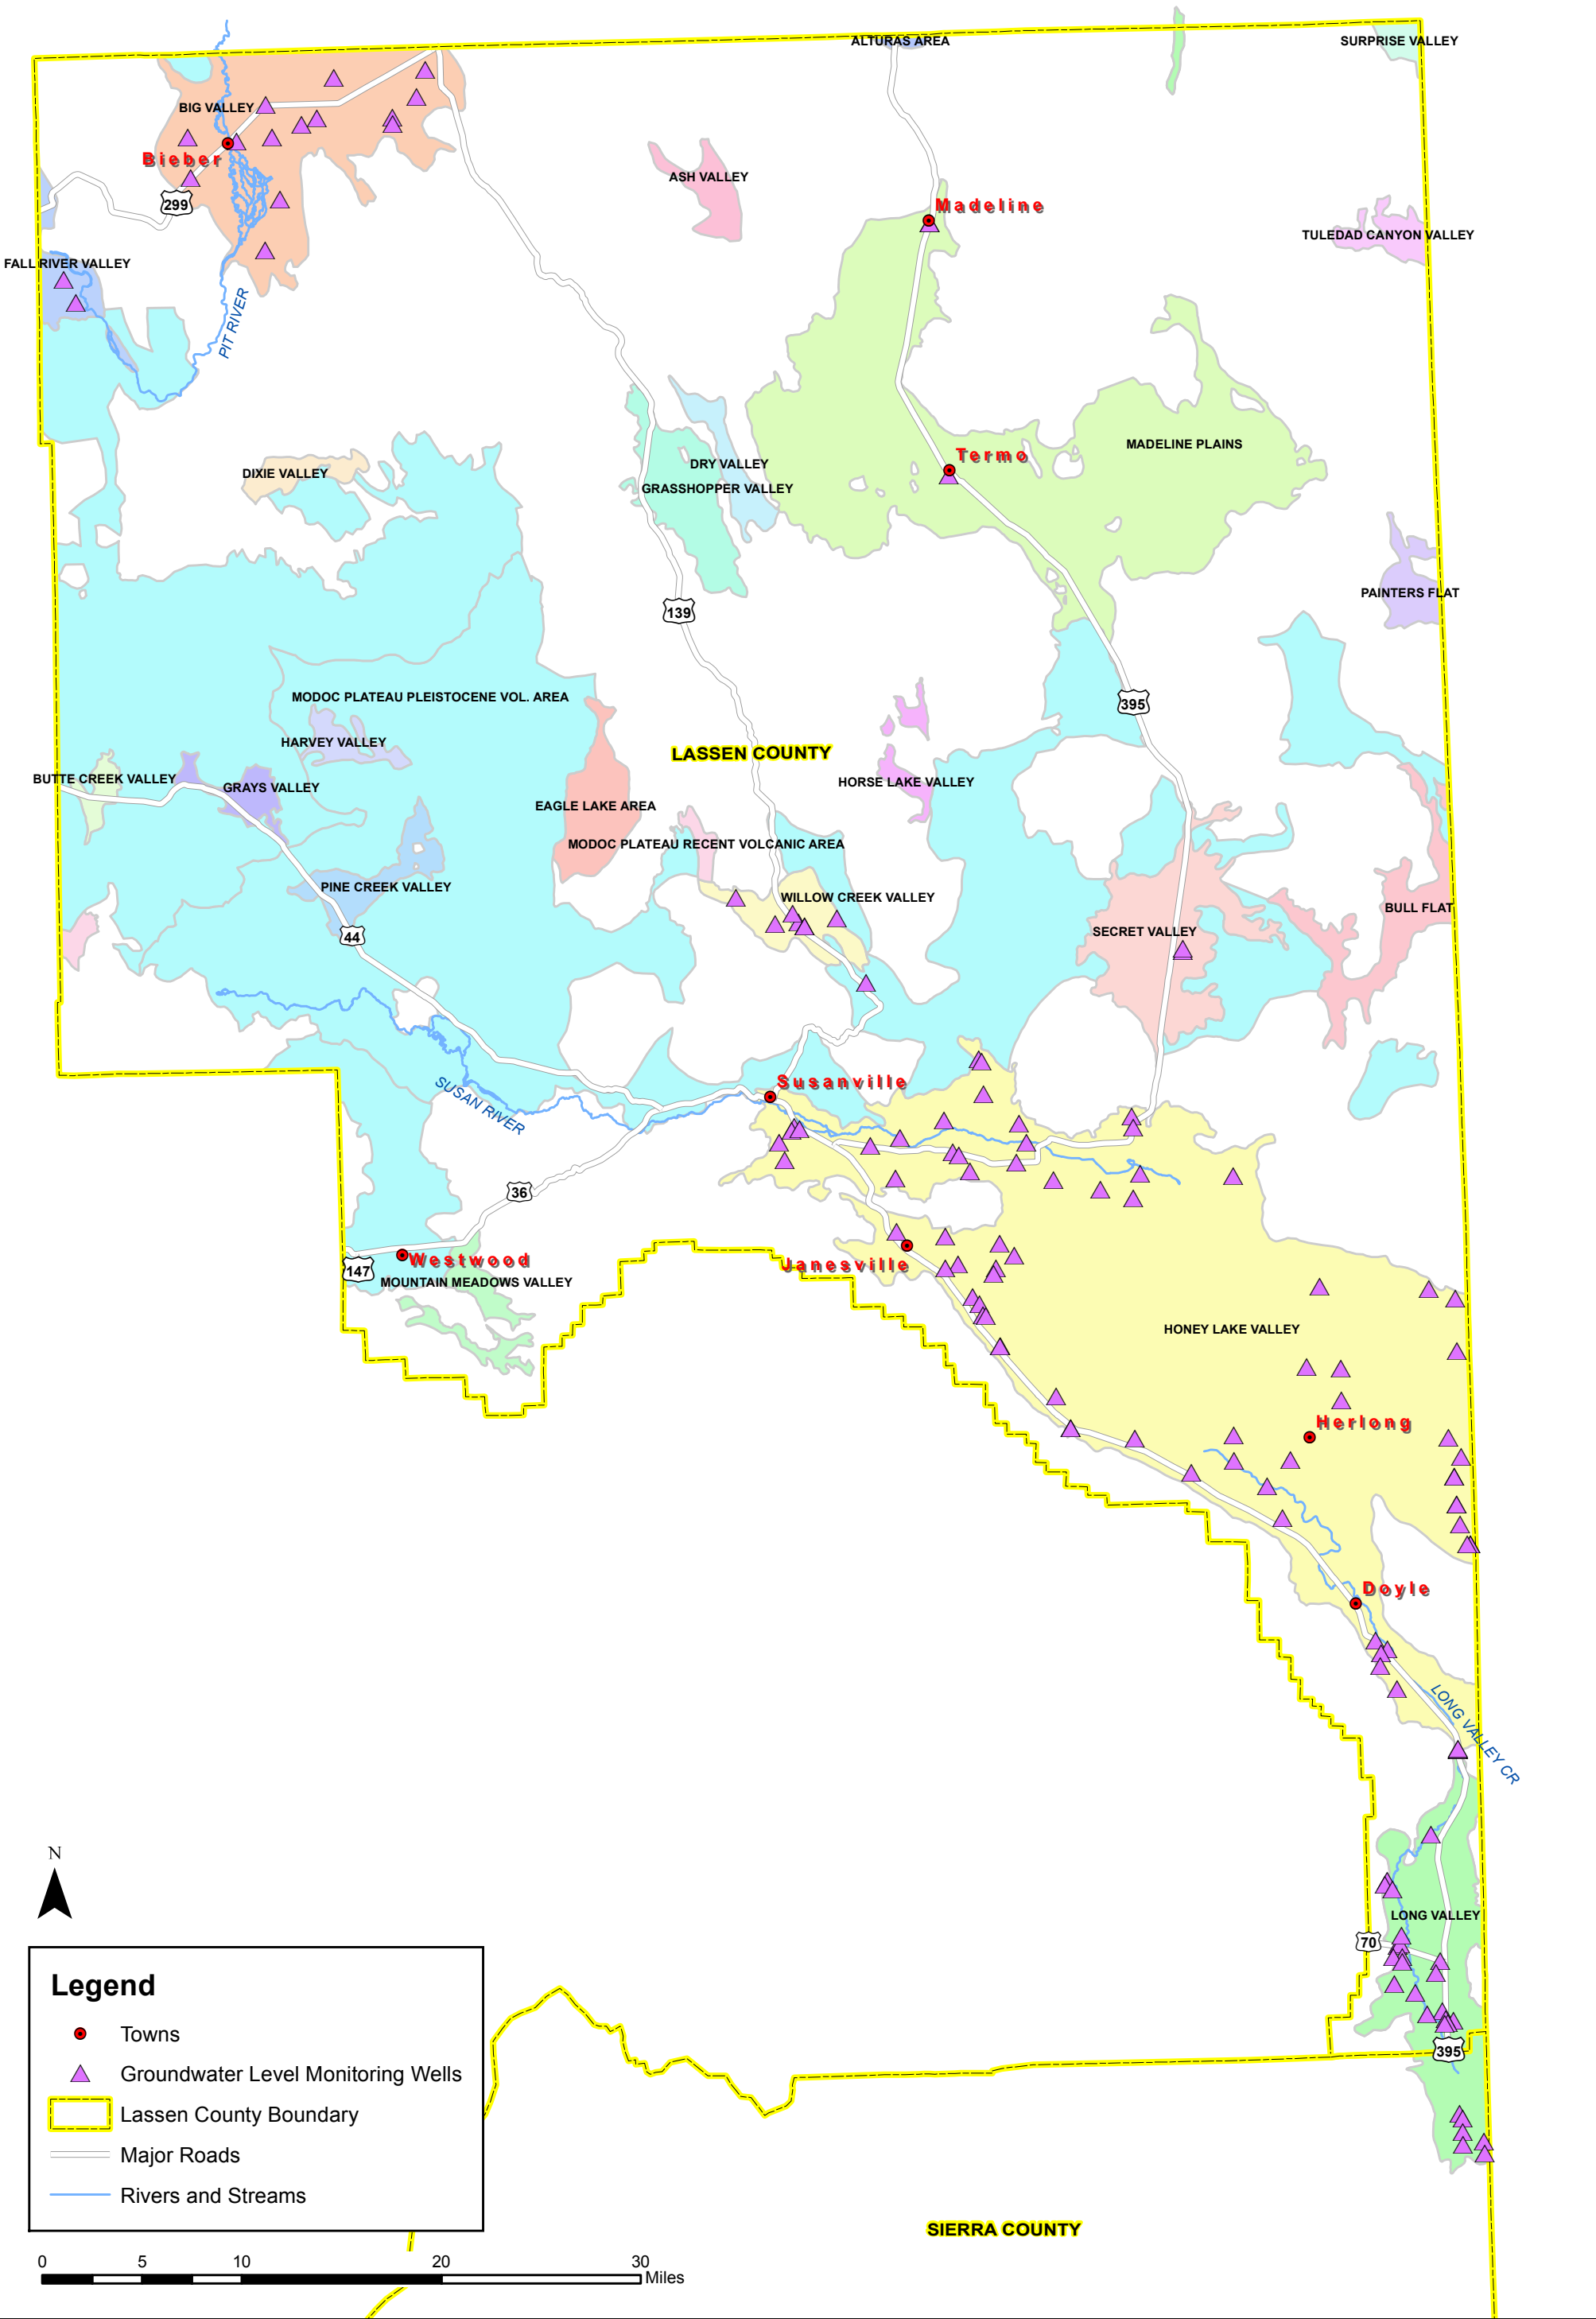 ALTURAS AREA
SURPRISE VALLEY
BIG VALLEY
Bieber
299
ASH VALLEY
Madeline
TULEDAD CANYON VALLEY
FALL RIVER VALLEY
PIT RIVER
MADELINE PLAINS
Termo
DRY VALLEY
DIXIE VALLEY
GRASSHOPPER VALLEY
PAINTERS FLAT
139
MODOC PLATEAU PLEISTOCENE VOL. AREA
395
HARVEY VALLEY
LASSEN COUNTY
BUTTE CREEK VALLEY
GRAYS VALLEY
HORSE LAKE VALLEY
EAGLE LAKE AREA
MODOC PLATEAU RECENT VOLCANIC AREA
PINE CREEK VALLEY
WILLOW CREEK VALLEY
BULL FLAT
44
SECRET VALLEY
Susanville
SUSAN RIVER
36
Westwood
Janesville
147
MOUNTAIN MEADOWS VALLEY
HONEY LAKE VALLEY
Herlong
Doyle
LONG VALLEY CR
N
LONG VALLEY
70
395
Legend
Towns
Groundwater Level Monitoring Wells
Lassen County Boundary
Major Roads
Rivers and Streams
SIERRA COUNTY
0 5 10 20 30
Miles